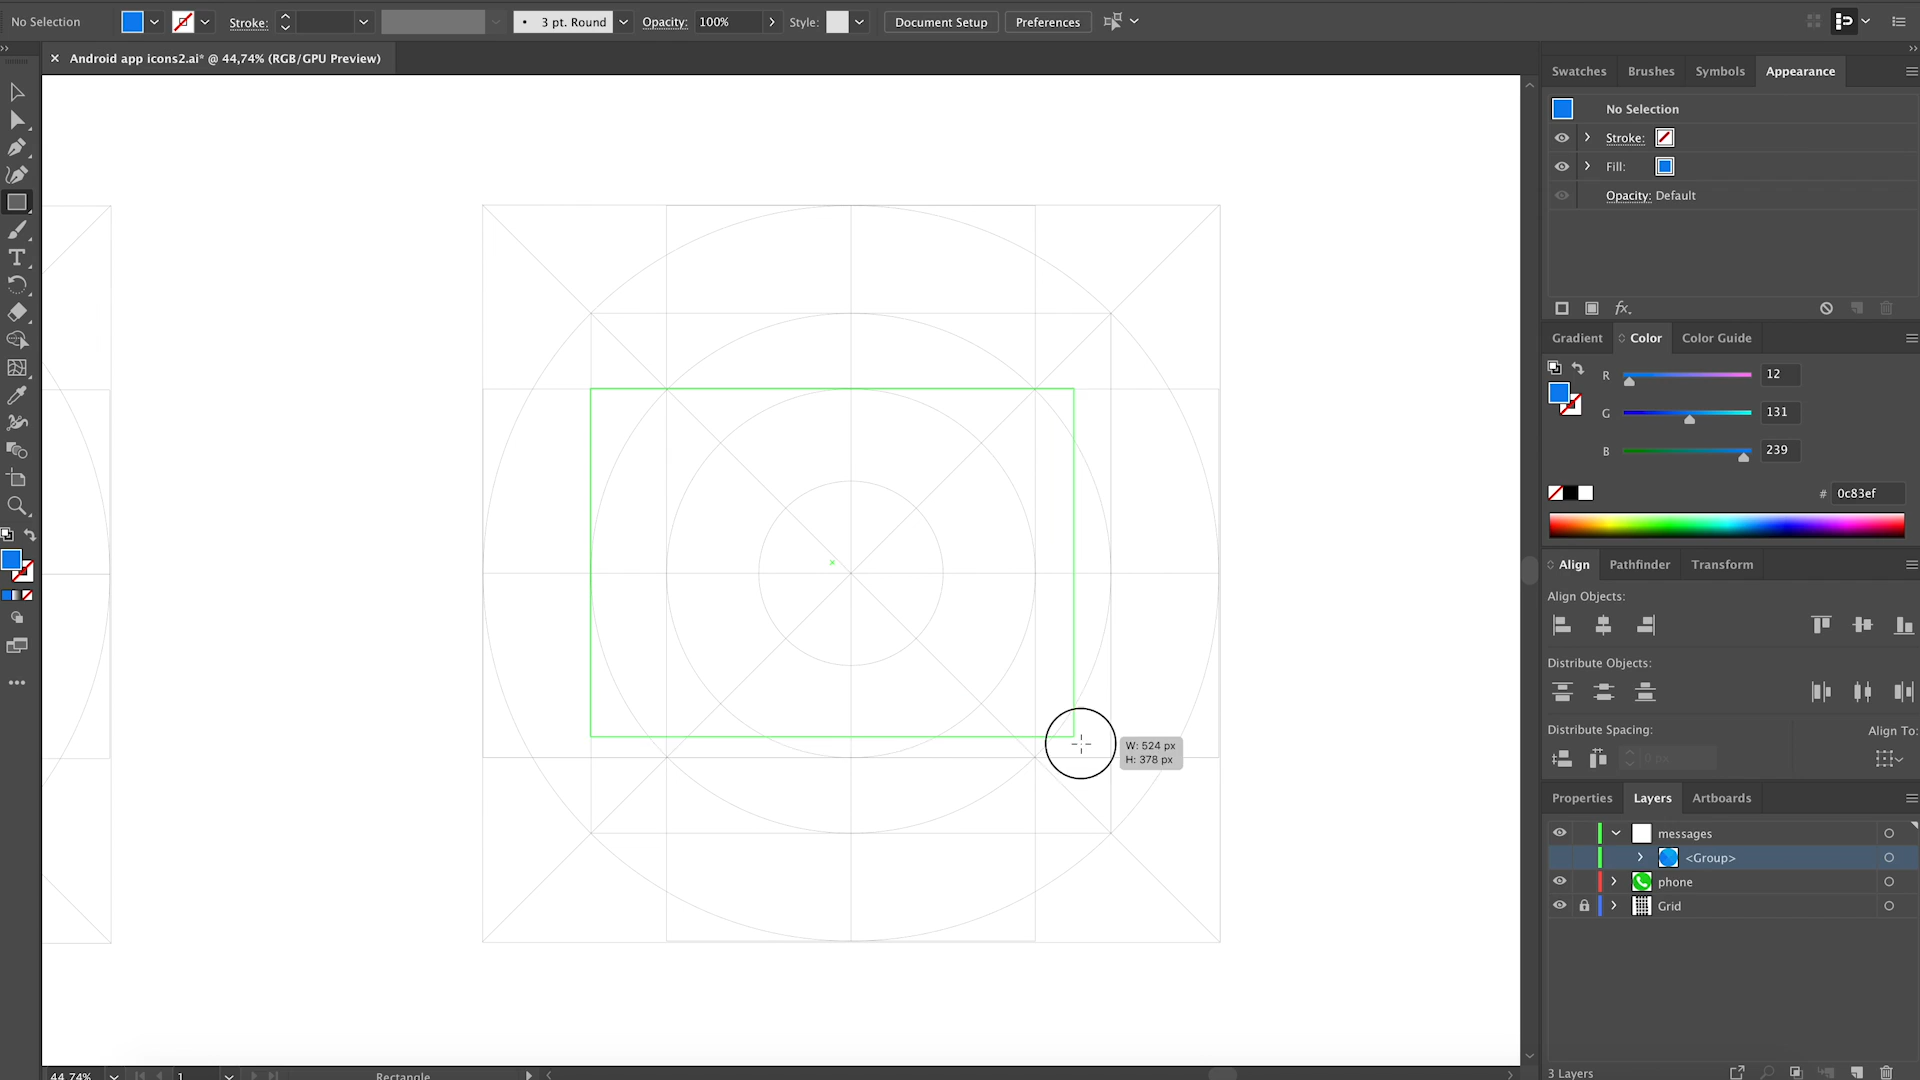 No Selection
Stroke:
3 pt. Round
Opacity: 100%
Style:
Document Setup
Preferences
Android app icons2.ai* @ 44,74% (RGB/GPU Preview)
Swatches
Brushes
Symbols
Appearance
No Selection
Stroke:
Fill:
Opacity: Default
fx.
Gradient
Color
Color Guide
R 12
G 131
B 239
# 0c83ef
Align
Pathfinder
Transform
Align Objects:
Distribute Objects:
Distribute Spacing:
Align To:
0 px
W: 524 px
H: 378 px
Properties
Layers
Artboards
messages
<Group>
phone
Grid
3 Layers
44,74%
1
Rectangle